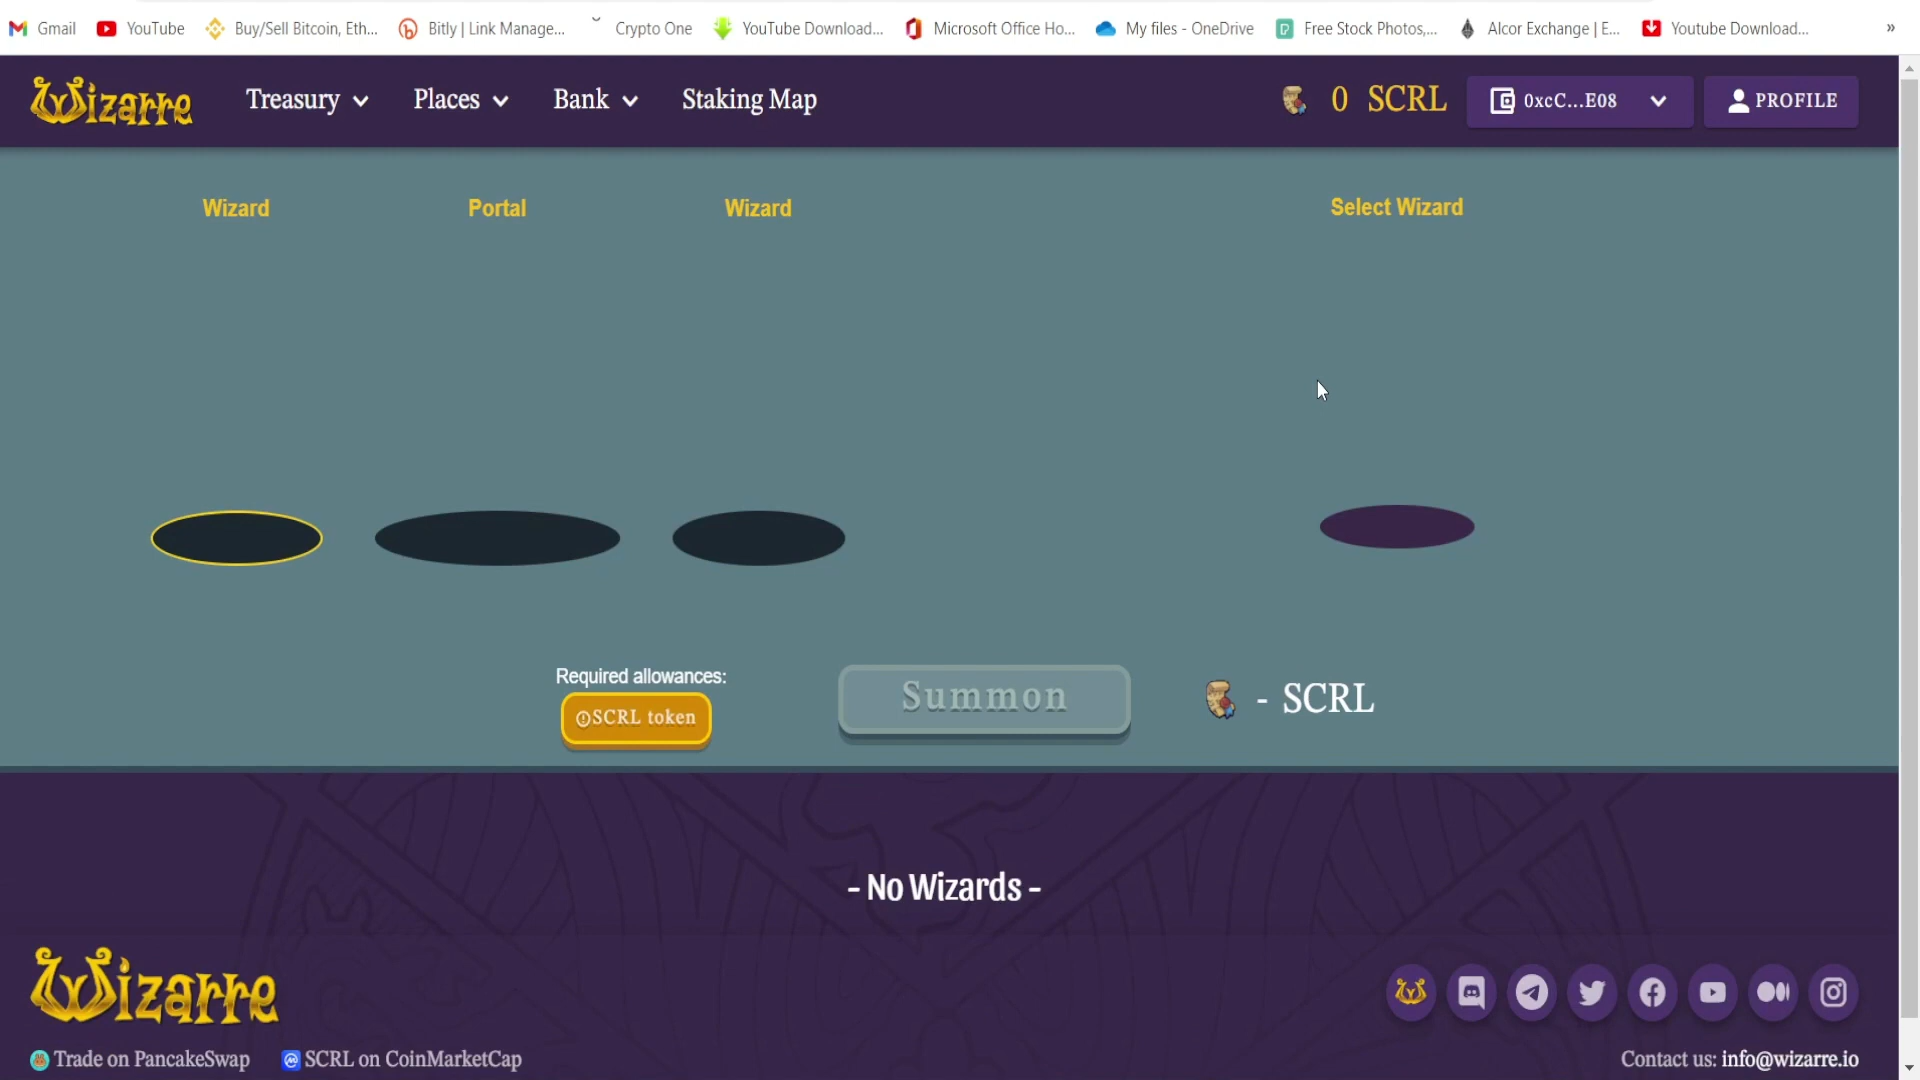 Gmail YouTube Buy/Sell Bitcoin, Eth... Bitly | Link Manage... Crypto One YouTube Download... Microsoft Office Ho... My files - OneDrive Free Stock Photos,... Alcor Exchange | E... Youtube Download... »
Wizarre Treasury Places Bank Staking Map 0 SCRL 0xcC...E08 PROFILE
Wizard Portal Wizard Select Wizard
Required allowances:
SCRL token Summon - SCRL
- No Wizards -
Wizarre
Trade on PancakeSwap SCRL on CoinMarketCap Contact us: info@wizarre.io